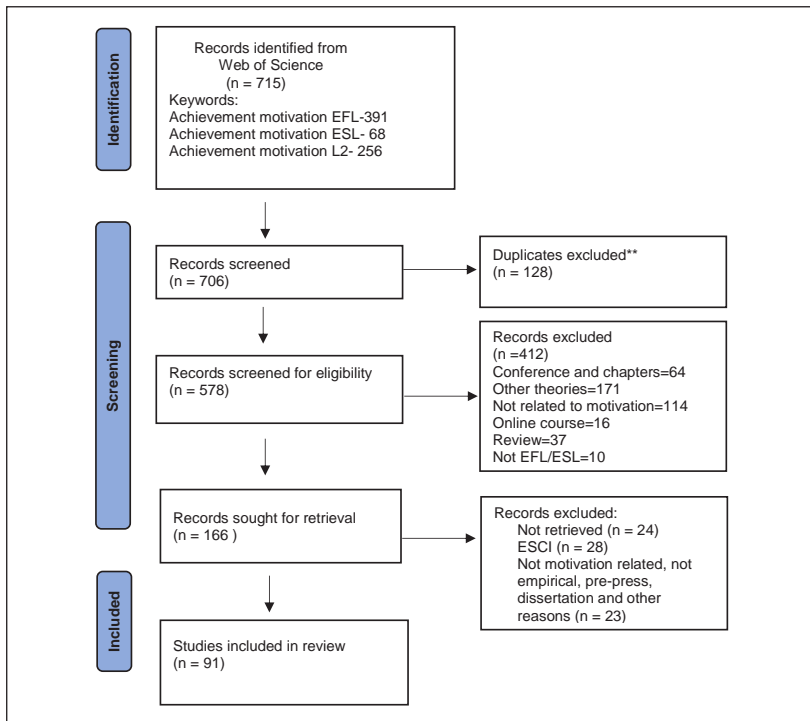 Identification
Records identified from
Web of Science
(n = 715)
Keywords:
Achievement motivation EFL-391
Achievement motivation ESL- 68
Achievement motivation L2- 256
Screening
Records screened
(n = 706)
Duplicates excluded**
(n = 128)
Records screened for eligibility
(n = 578)
Records excluded
(n =412)
Conference and chapters=64
Other theories=171
Not related to motivation=114
Online course=16
Review=37
Not EFL/ESL=10
Records sought for retrieval
(n = 166 )
Records excluded:
Not retrieved (n = 24)
ESCI (n = 28)
Not motivation related, not
empirical, pre-press,
dissertation and other
reasons (n = 23)
Included
Studies included in review
(n = 91)